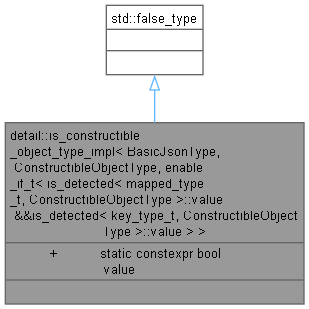 std::false_type
detail::is_constructible
_object_type_impl< BasicJsonType,
ConstructibleObjectType, enable
_if_t< is_detected< mapped_type
_t, ConstructibleObjectType >::value
&&is_detected< key_type_t, ConstructibleObject
Type >::value > >
+ static constexpr bool
value